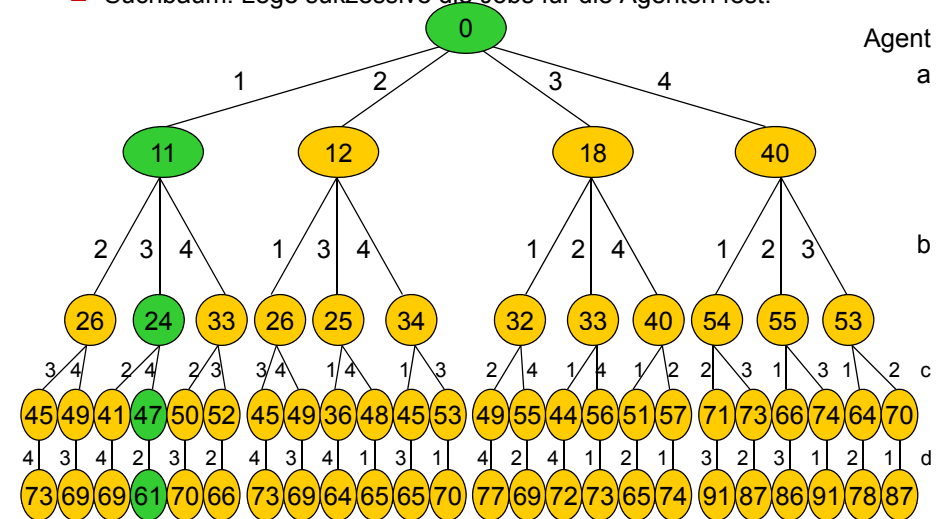 Suchbaum: Lege sukzessive die Jobs für die Agenten fest.
0
Agent
1 2 3 4 a
11 12 18 40
2 3 4 1 3 4 1 2 4 1 2 3 b
26 24 33 26 25 34 32 33 40 54 55 53
3 4 2 4 2 3 3 4 1 4 1 3 2 4 1 4 1 2 2 3 1 3 1 2 c
45 49 41 47 50 52 45 49 36 48 45 53 49 55 44 56 51 57 71 73 66 74 64 70
4 3 4 2 3 2 4 3 4 1 3 1 4 2 4 1 2 1 3 2 3 1 2 1 d
73 69 69 61 70 66 73 69 64 65 65 70 77 69 72 73 65 74 91 87 86 91 78 87